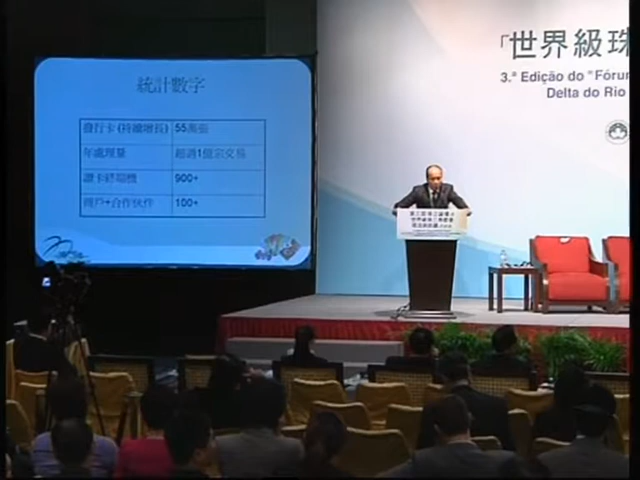 統計數字
發行卡 (持續增長) 55萬張
年處理量 超過1億宗交易
讀卡終端機 900+
商戶+合作伙伴 100+
「世界級珠
3.ª Edição do "Fórum
Delta do Rio